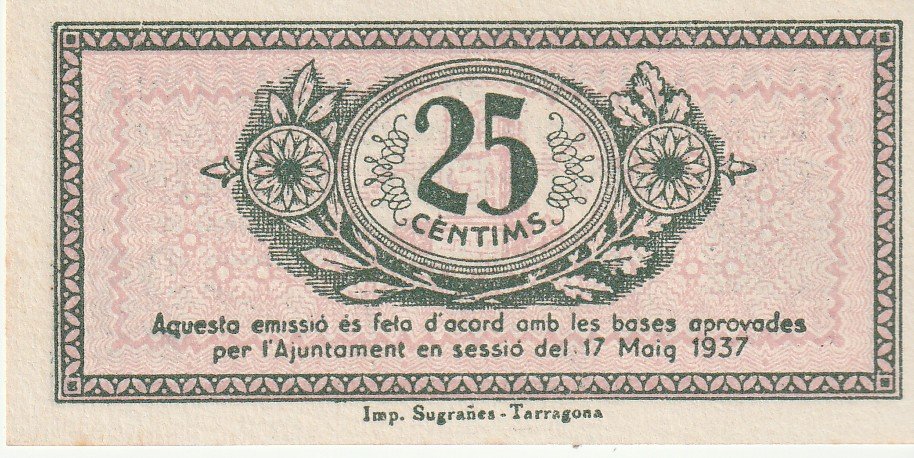 25
CÈNTIMS
Aquesta emissió és feta d'acord amb les bases aprovades
per l'Ajuntament en sessió del 17 Maig 1937
Imp. Sugrañes - Tarragona